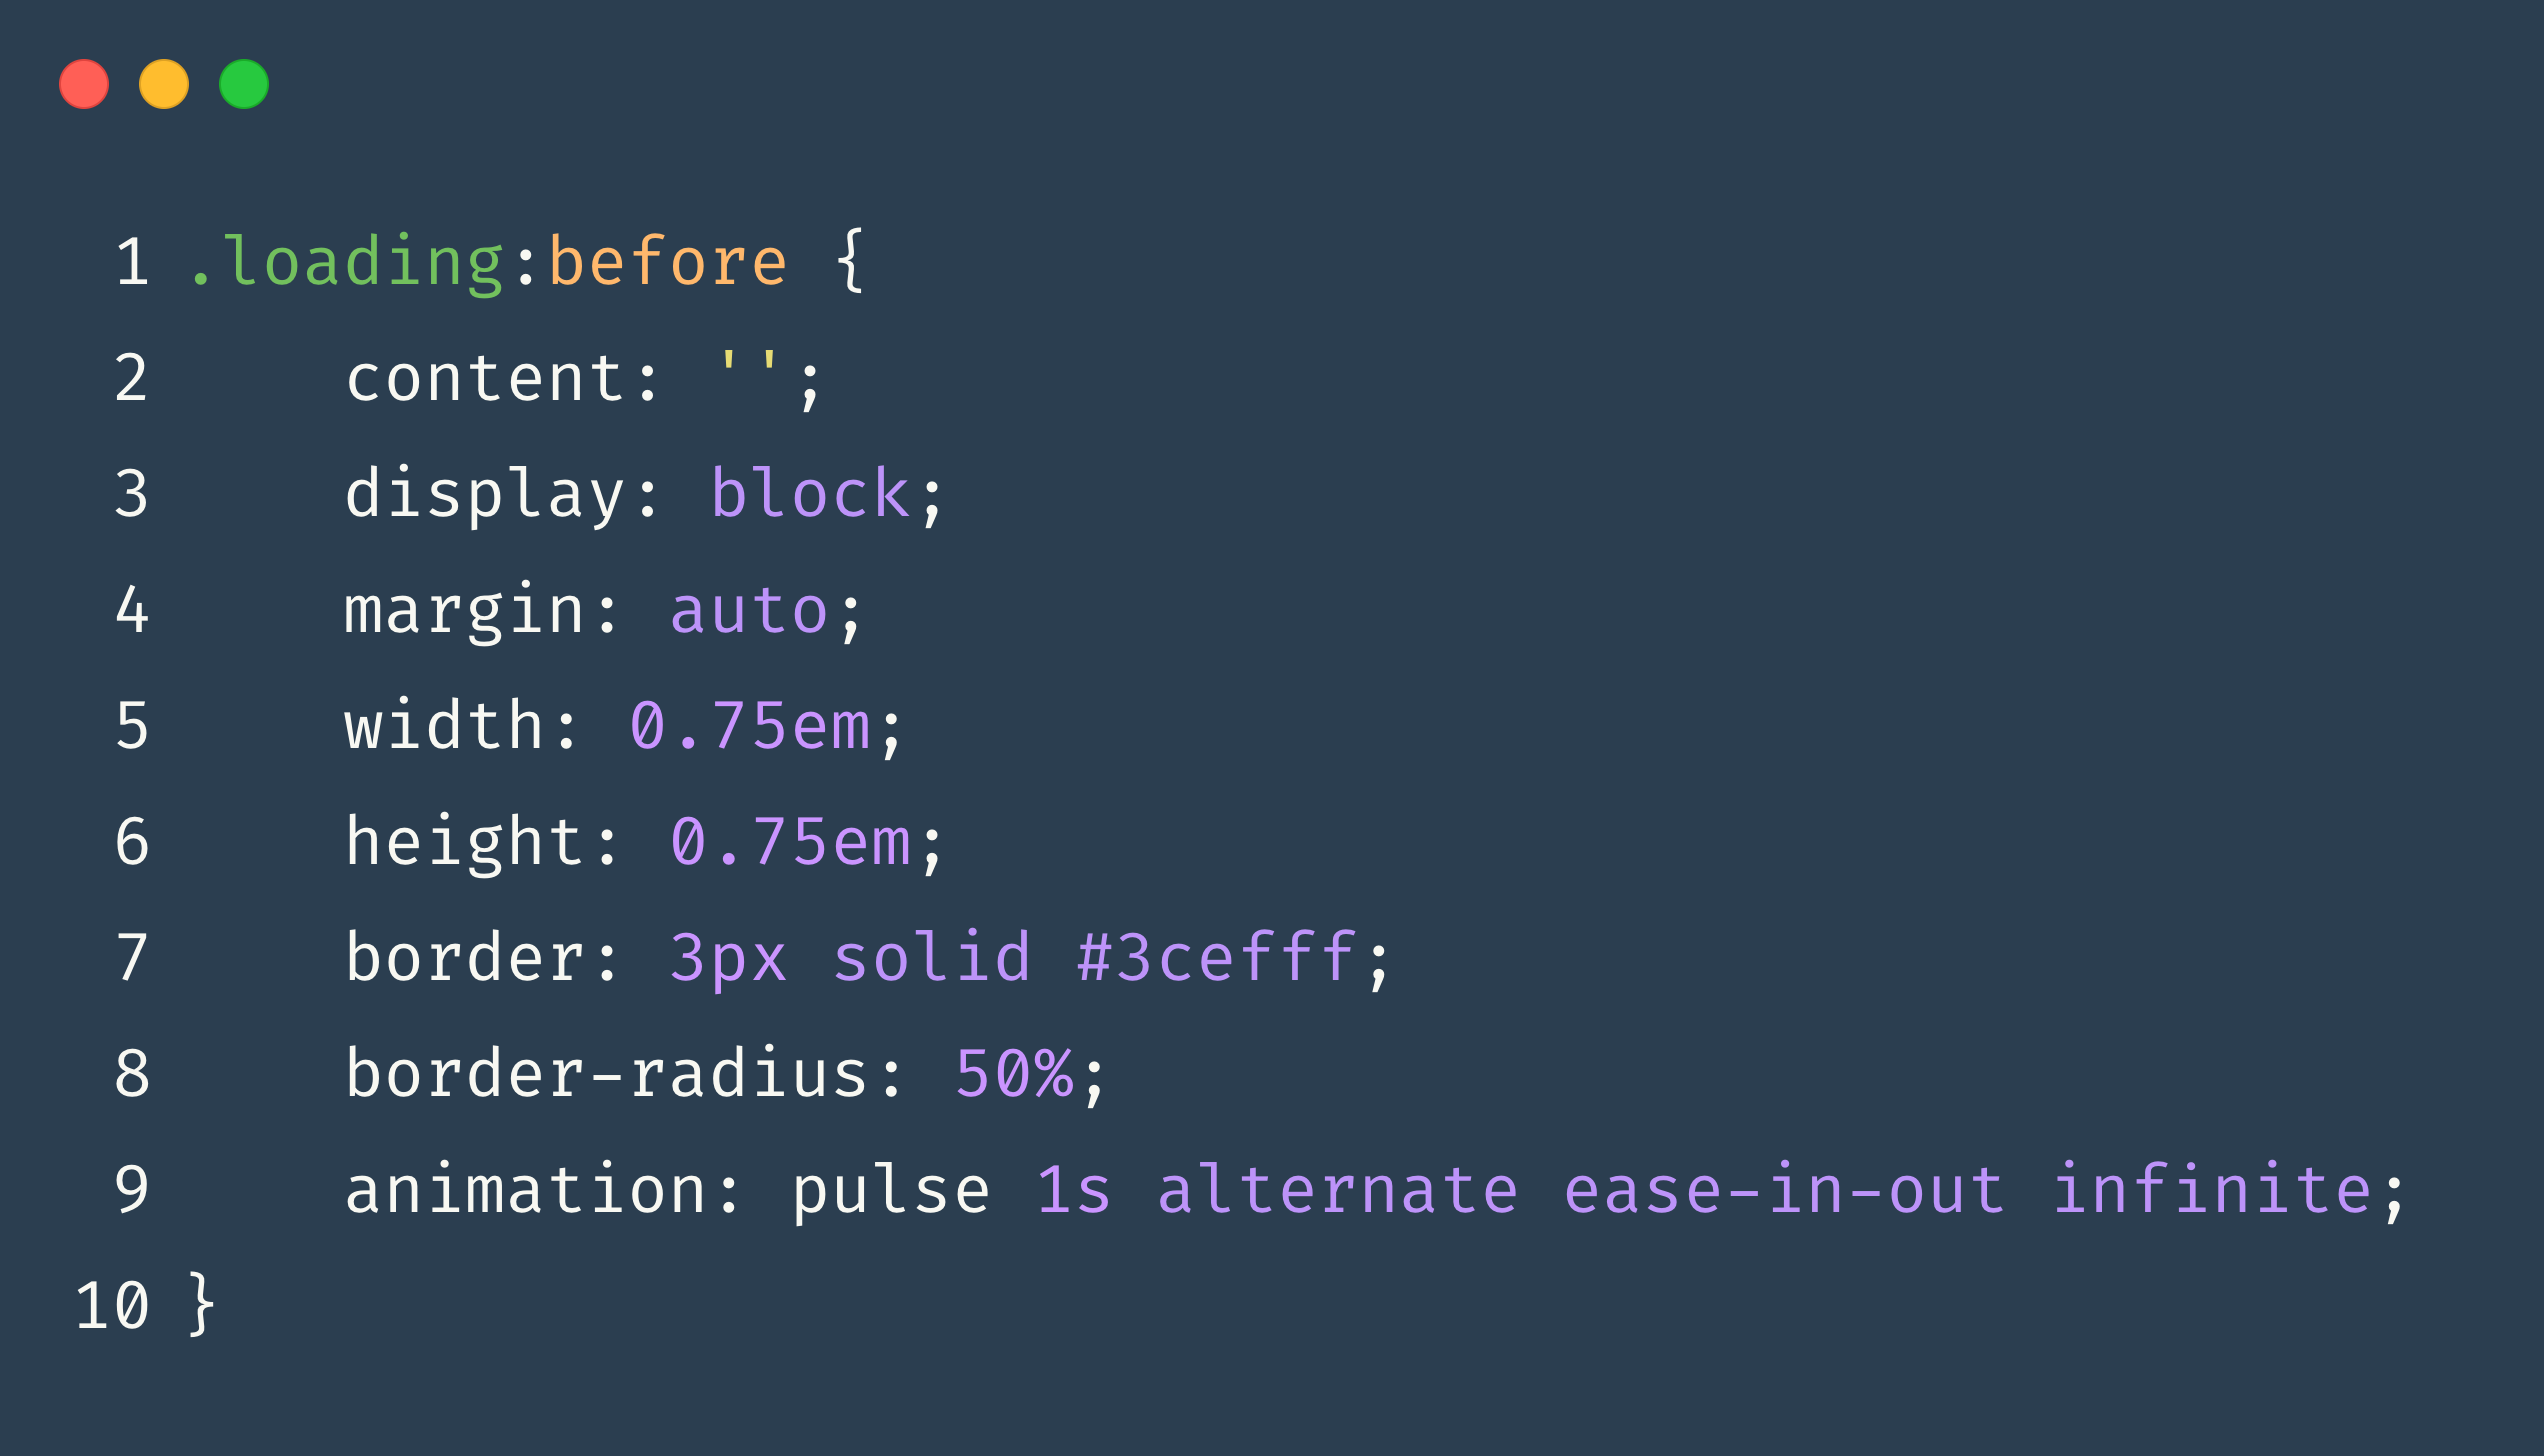 1 .loading:before {
2     content: '';
3     display: block;
4     margin: auto;
5     width: 0.75em;
6     height: 0.75em;
7     border: 3px solid #3cefff;
8     border-radius: 50%;
9     animation: pulse 1s alternate ease-in-out infinite;
10 }